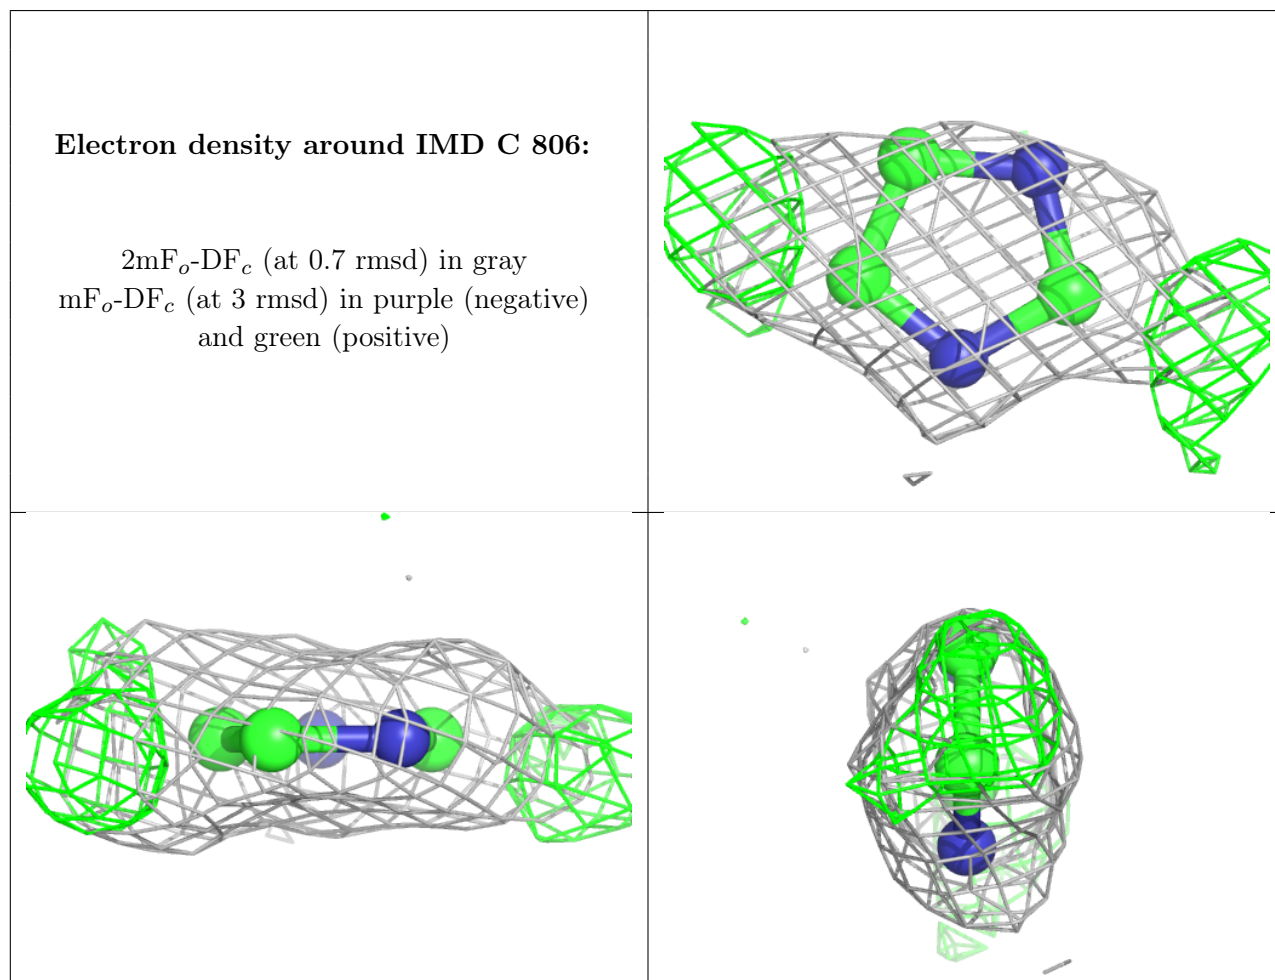 Electron density around IMD C 806:
2mFo-DFc (at 0.7 rmsd) in gray
mFo-DFc (at 3 rmsd) in purple (negative)
and green (positive)